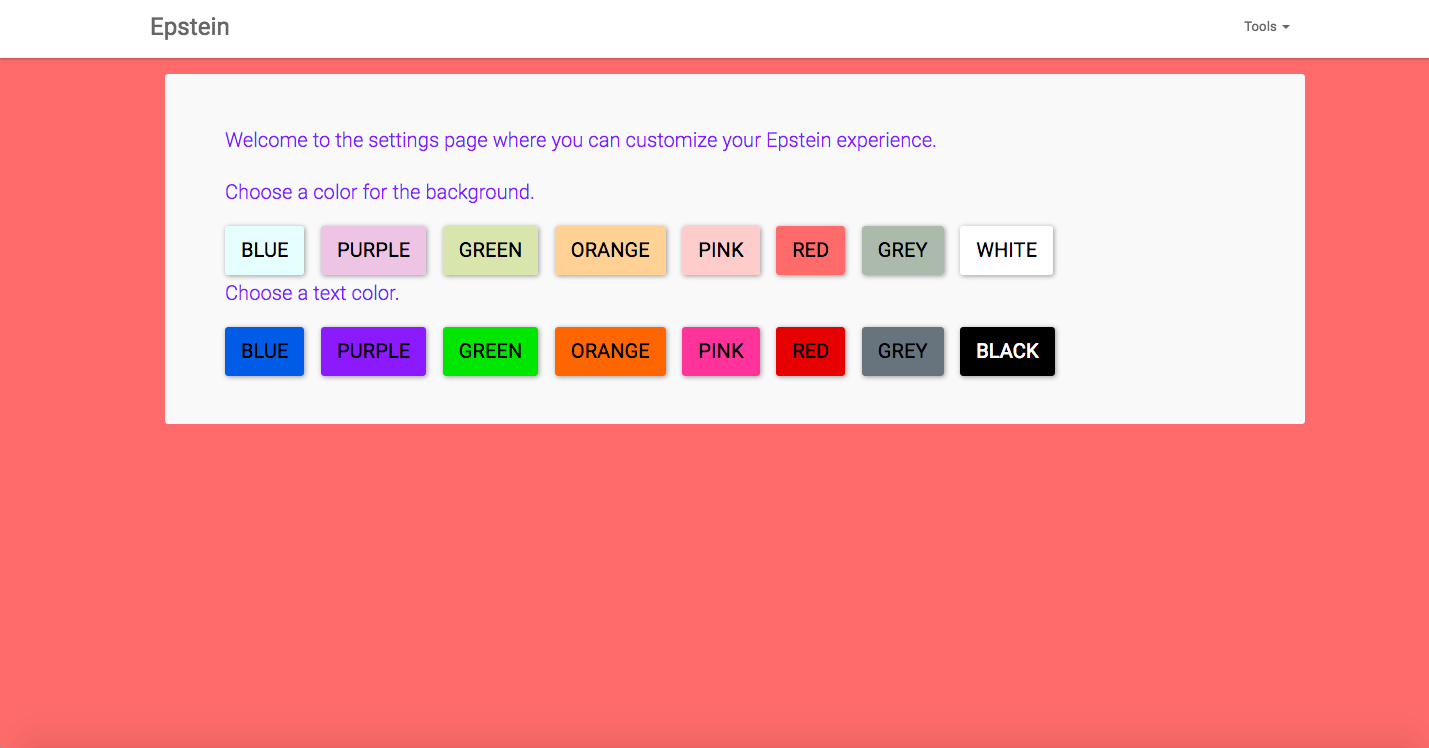 Epstein Tools
Welcome to the settings page where you can customize your Epstein experience.
Choose a color for the background.
BLUE PURPLE GREEN ORANGE PINK RED GREY WHITE
Choose a text color.
BLUE PURPLE GREEN ORANGE PINK RED GREY BLACK